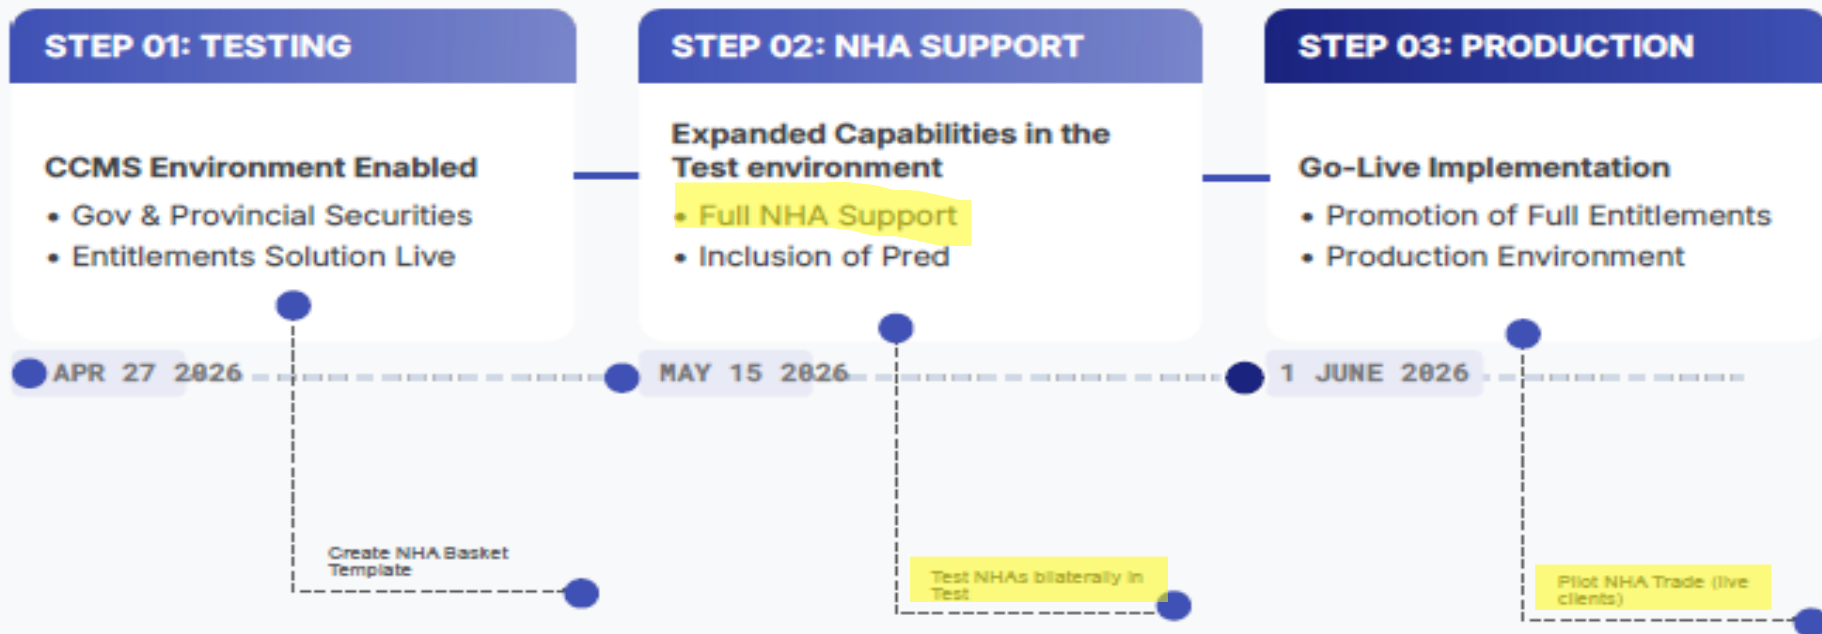 STEP 01: TESTING
CCMS Environment Enabled
• Gov & Provincial Securities
• Entitlements Solution Live
APR 27 2026
Create NHA Basket
Template
STEP 02: NHA SUPPORT
Expanded Capabilities in the
Test environment
• Full NHA Support
• Inclusion of Pred
MAY 15 2026
Test NHAs bilaterally in
Test
STEP 03: PRODUCTION
Go-Live Implementation
• Promotion of Full Entitlements
• Production Environment
1 JUNE 2026
Pilot NHA Trade (live
clients)